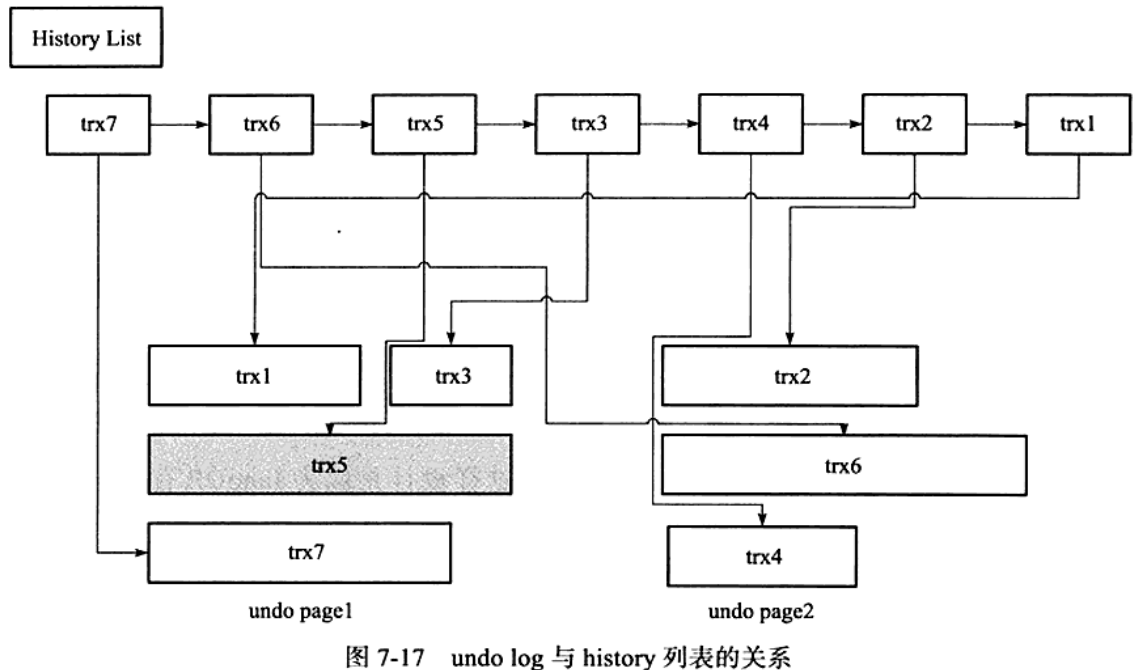 History List
trx7 trx6 trx5 trx3 trx4 trx2 trx1
trx1 trx3 trx2
trx5 trx6
trx7 trx4
undo page1 undo page2
图 7-17 undo log 与 history 列表的关系